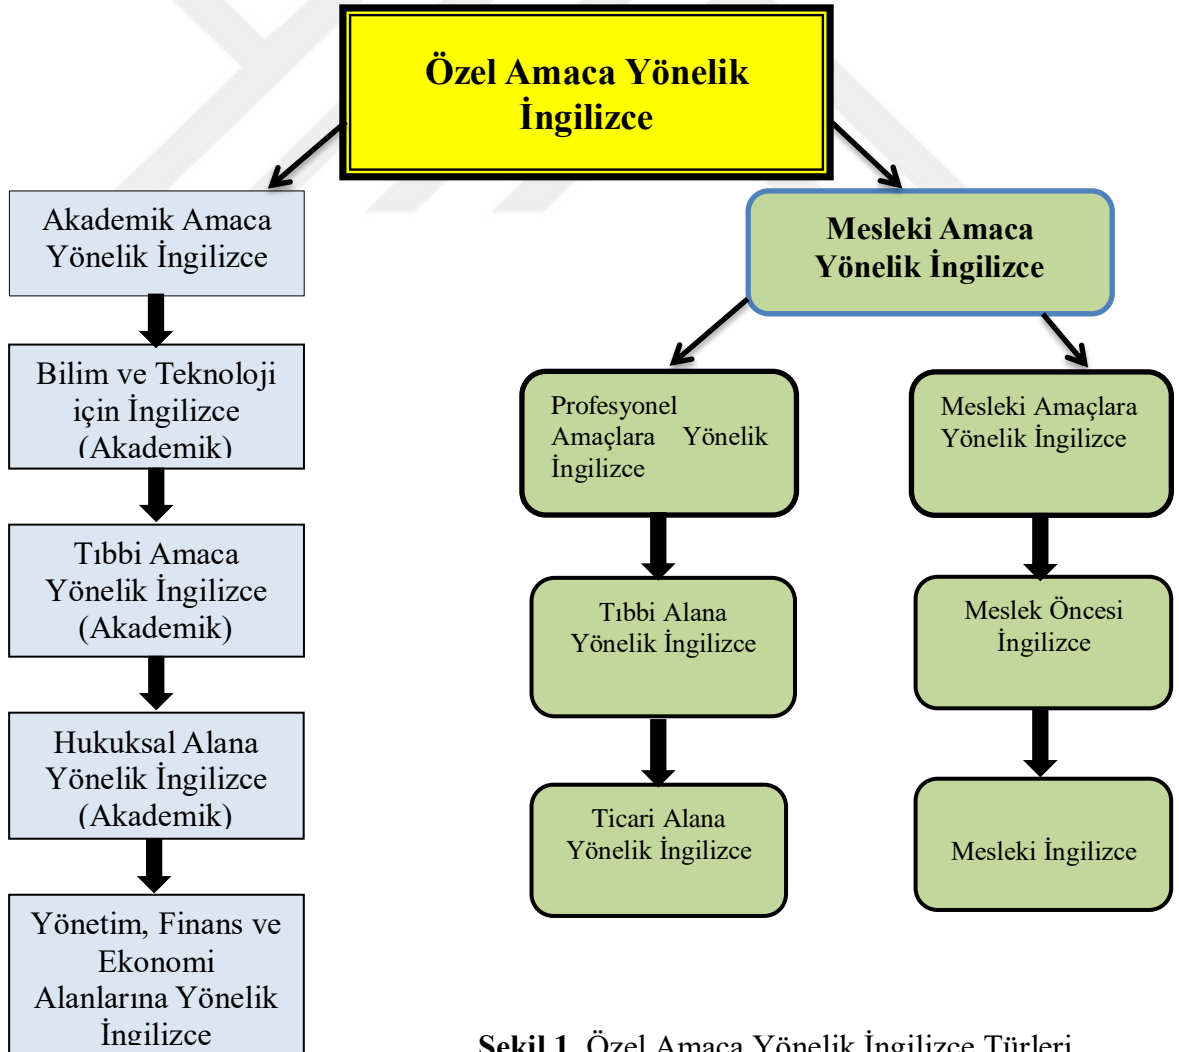 Özel Amaca Yönelik
İngilizce
Akademik Amaca
Yönelik İngilizce
Mesleki Amaca
Yönelik İngilizce
Bilim ve Teknoloji
için İngilizce
(Akademik)
Profesyonel
Amaçlara Yönelik
İngilizce
Mesleki Amaçlara
Yönelik İngilizce
Tıbbi Amaca
Yönelik İngilizce
(Akademik)
Tıbbi Alana
Yönelik İngilizce
Meslek Öncesi
İngilizce
Hukuksal Alana
Yönelik İngilizce
(Akademik)
Ticari Alana
Yönelik İngilizce
Mesleki İngilizce
Yönetim, Finans ve
Ekonomi
Alanlarına Yönelik
İngilizce
Şekil 1. Özel Amaca Yönelik İngilizce Türleri